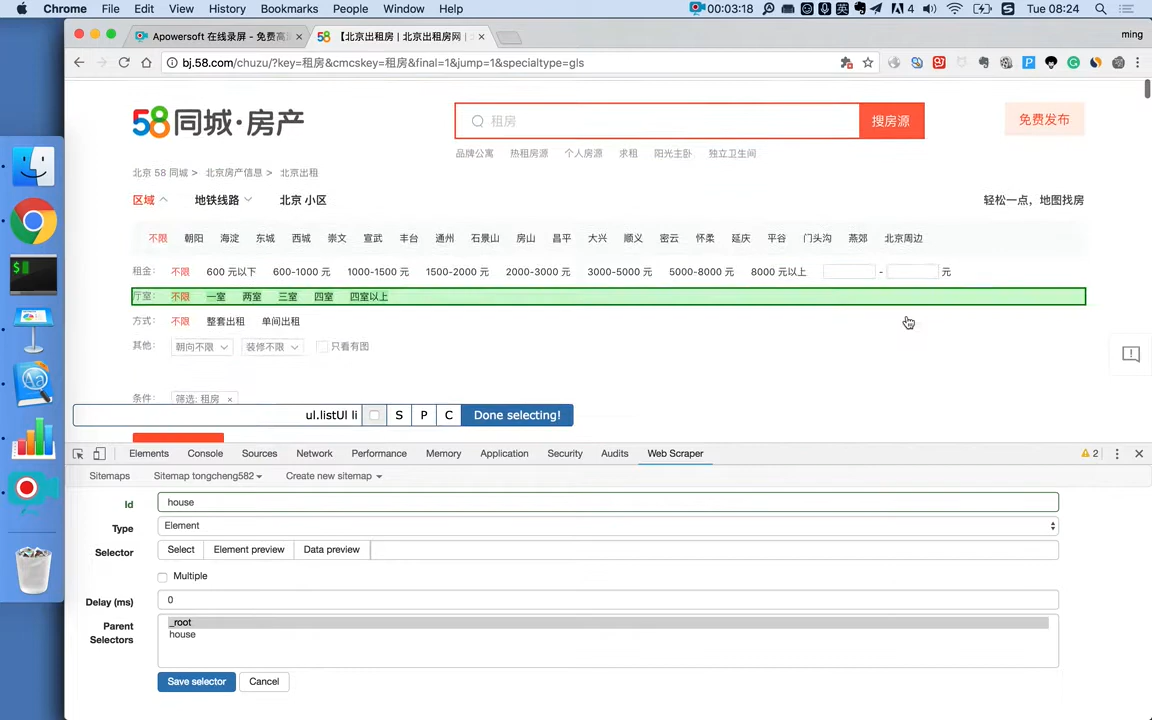 Chrome File Edit View History Bookmarks People Window Help 00:03:18 4 Tue 08:24
Apowersoft 在线录屏 - 免费高 × 【北京出租房 | 北京出租房网 | × ming
bj.58.com/chuzu/?key=租房&cmcskey=租房&final=1&jump=1&specialtype=gls
58同城·房产 租房 搜房源 免费发布
品牌公寓 热租房源 个人房源 求租 阳光主卧 独立卫生间
北京 58 同城 > 北京房产信息 > 北京出租
区域 地铁线路 北京 小区 轻松一点，地图找房
不限 朝阳 海淀 东城 西城 崇文 宣武 丰台 通州 石景山 房山 昌平 大兴 顺义 密云 怀柔 延庆 平谷 门头沟 燕郊 北京周边
租金: 不限 600 元以下 600-1000 元 1000-1500 元 1500-2000 元 2000-3000 元 3000-5000 元 5000-8000 元 8000 元以上 - 元
厅室: 不限 一室 两室 三室 四室 四室以上
方式: 不限 整套出租 单间出租
其他: 朝向不限 装修不限 只看有图
条件: 筛选: 租房 ×
ul.listUl li S P C Done selecting!
Elements Console Sources Network Performance Memory Application Security Audits Web Scraper 2
Sitemaps Sitemap tongcheng582 Create new sitemap
Id house
Type Element
Selector Select Element preview Data preview
Multiple
Delay (ms) 0
Parent Selectors _root
house
Save selector Cancel